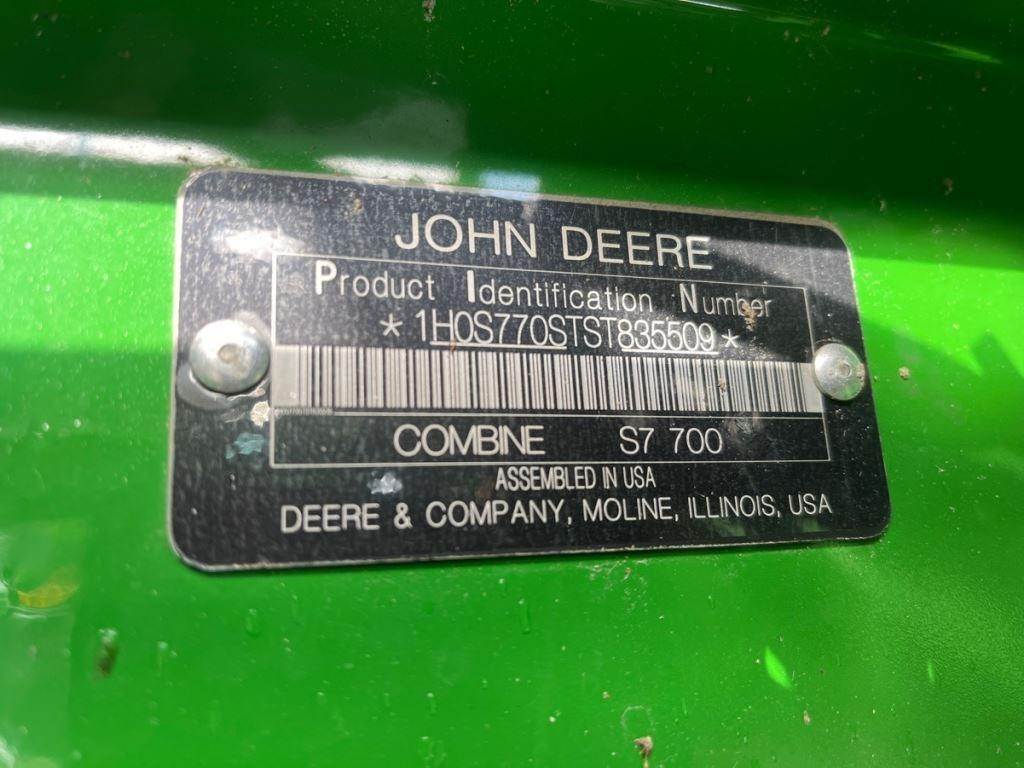 JOHN DEERE
Product Identification Number
*1H0S770STST835509*
COMBINE S7 700
ASSEMBLED IN USA
DEERE & COMPANY, MOLINE, ILLINOIS, USA